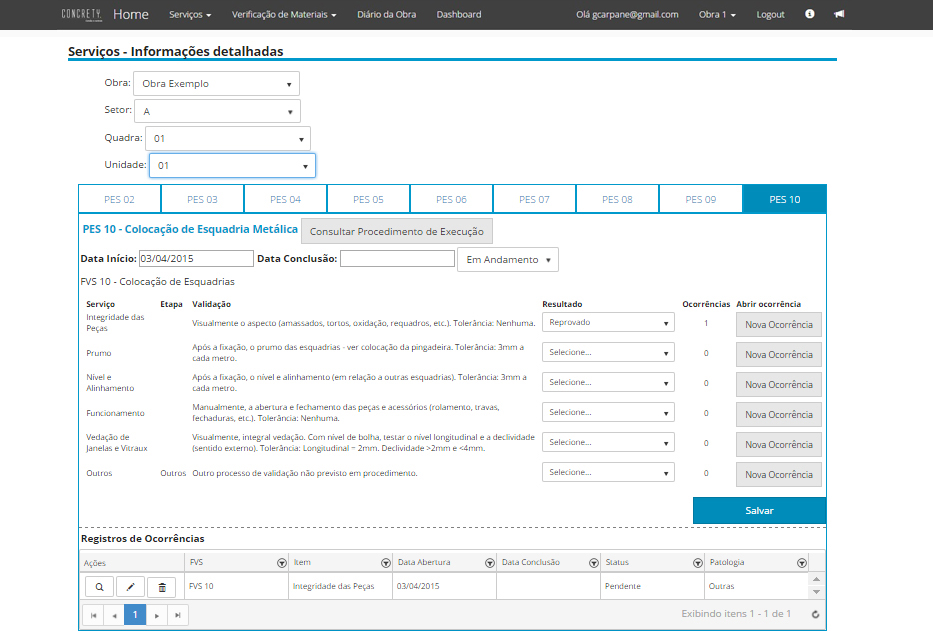 CONCRETY Home Serviços Verificação de Materiais Diário da Obra Dashboard Olá gcarpane@gmail.com Obra 1 Logout
Serviços - Informações detalhadas
Obra: Obra Exemplo
Setor: A
Quadra: 01
Unidade: 01
PES 02 PES 03 PES 04 PES 05 PES 06 PES 07 PES 08 PES 09 PES 10
PES 10 - Colocação de Esquadria Metálica Consultar Procedimento de Execução
Data Início: 03/04/2015 Data Conclusão: Em Andamento
FVS 10 - Colocação de Esquadrias
Serviço Etapa Validação Resultado Ocorrências Abrir ocorrência
Integridade das
Peças
Visualmente o aspecto (amassados, tortos, oxidação, requadros, etc.). Tolerância: Nenhuma. Reprovado 1 Nova Ocorrência
Prumo
Após a fixação, o prumo das esquadrias - ver colocação da pingadeira. Tolerância: 3mm a
cada metro.
Selecione... 0 Nova Ocorrência
Nível e
Alinhamento
Após a fixação, o nível e alinhamento (em relação a outras esquadrias). Tolerância: 3mm a
cada metro.
Selecione... 0 Nova Ocorrência
Funcionamento
Manualmente, a abertura e fechamento das peças e acessórios (rolamento, travas,
fechaduras, etc.). Tolerância: Nenhuma.
Selecione... 0 Nova Ocorrência
Vedação de
Janelas e Vitraux
Visualmente, integral vedação. Com nível de bolha, testar o nível longitudinal e a declividade
(sentido externo). Tolerância: Longitudinal = 2mm. Declividade >2mm e <4mm.
Selecione... 0 Nova Ocorrência
Outros Outros Outro processo de validação não previsto em procedimento. Selecione... 0 Nova Ocorrência
Salvar
Registros de Ocorrências
Ações FVS Item Data Abertura Data Conclusão Status Patologia
FVS 10 Integridade das Peças 03/04/2015 Pendente Outras
1 Exibindo itens 1 - 1 de 1